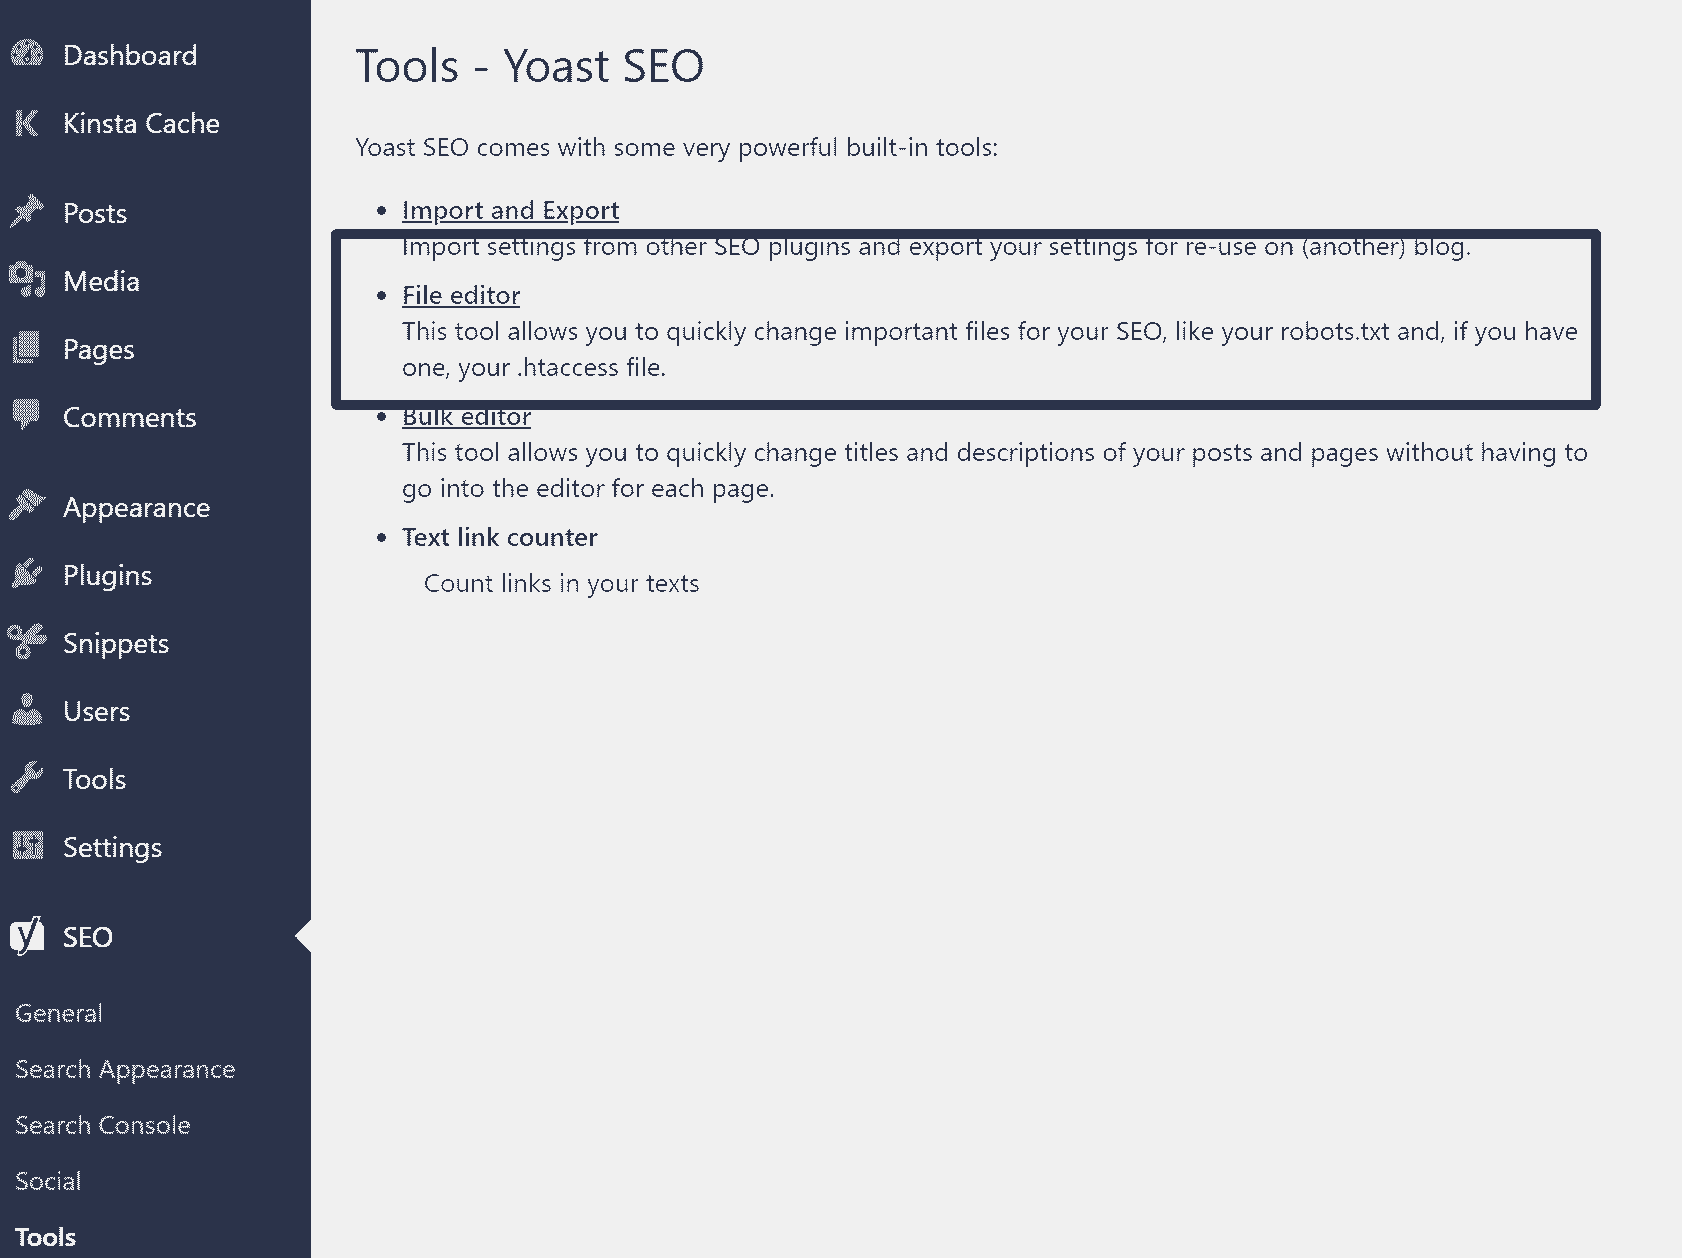 Dashboard
Kinsta Cache
Posts
Media
Pages
Comments
Appearance
Plugins
Snippets
Users
Tools
Settings
SEO
General
Search Appearance
Search Console
Social
Tools
Tools - Yoast SEO
Yoast SEO comes with some very powerful built-in tools:
Import and Export
Import settings from other SEO plugins and export your settings for re-use on (another) blog.
File editor
This tool allows you to quickly change important files for your SEO, like your robots.txt and, if you have
one, your .htaccess file.
Bulk editor
This tool allows you to quickly change titles and descriptions of your posts and pages without having to
go into the editor for each page.
Text link counter
Count links in your texts